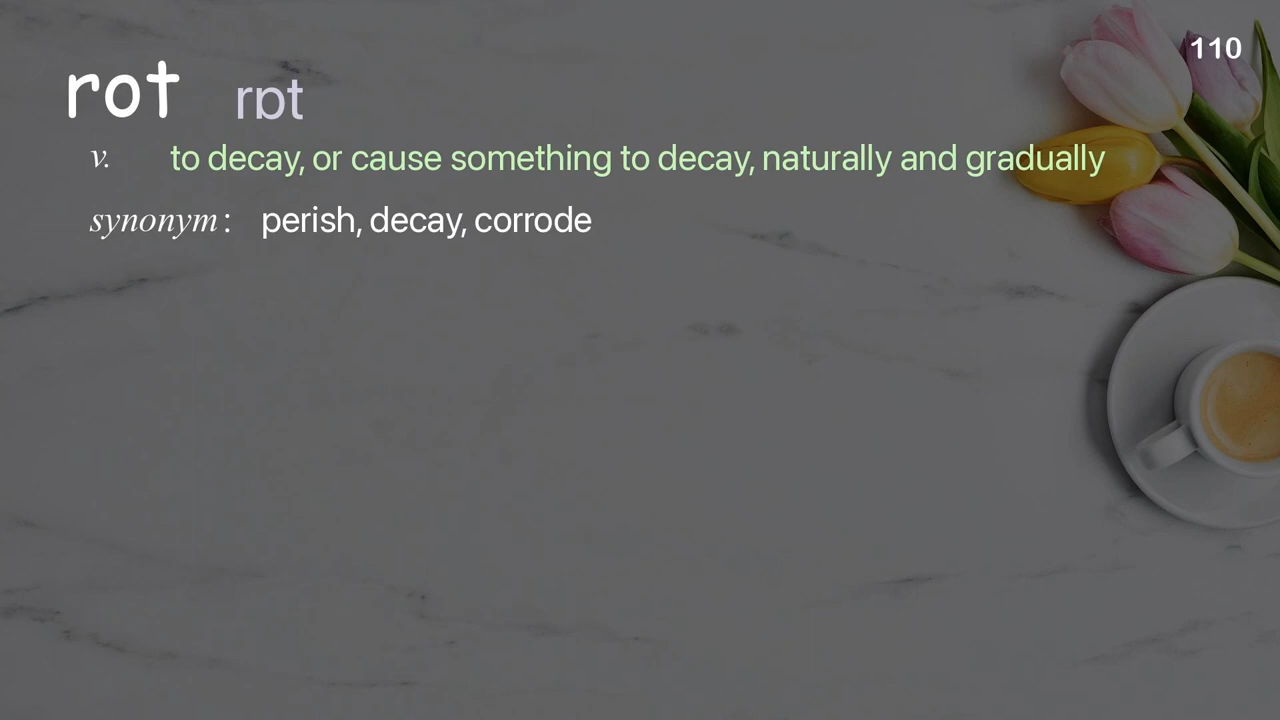 110
rot rɒt
v. to decay, or cause something to decay, naturally and gradually
synonym: perish, decay, corrode